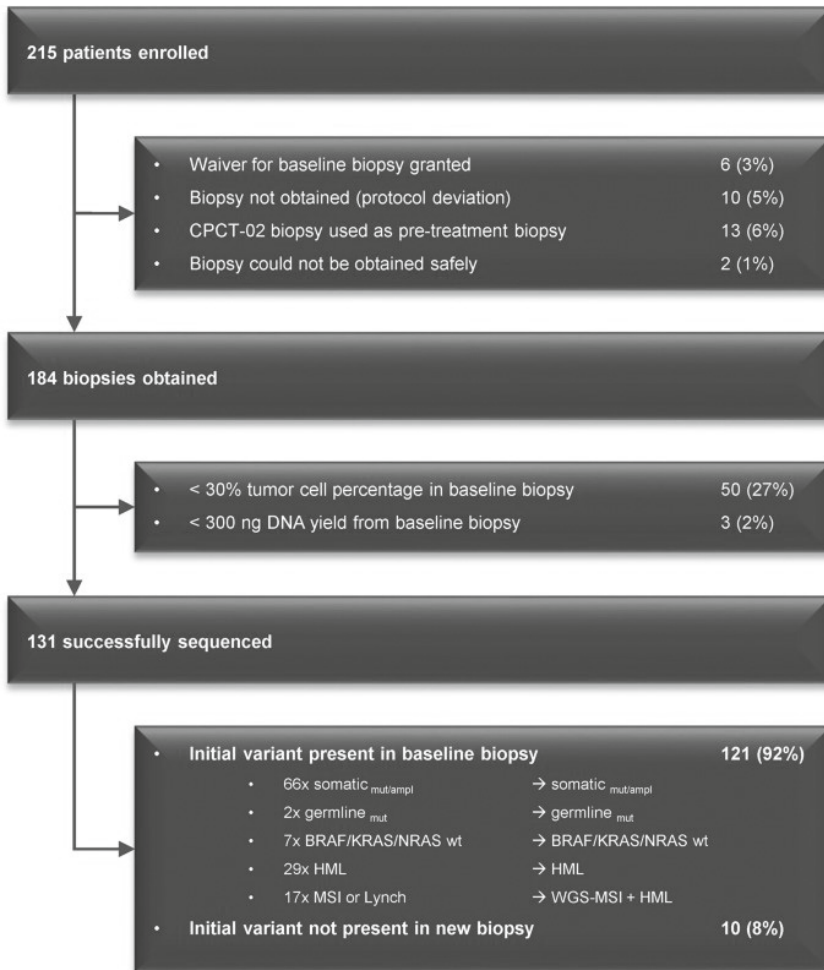 215 patients enrolled
• Waiver for baseline biopsy granted 6 (3%)
• Biopsy not obtained (protocol deviation) 10 (5%)
• CPCT-02 biopsy used as pre-treatment biopsy 13 (6%)
• Biopsy could not be obtained safely 2 (1%)
184 biopsies obtained
• < 30% tumor cell percentage in baseline biopsy 50 (27%)
• < 300 ng DNA yield from baseline biopsy 3 (2%)
131 successfully sequenced
• Initial variant present in baseline biopsy 121 (92%)
• 66x somatic mut/ampl → somatic mut/ampl
• 2x germline mut → germline mut
• 7x BRAF/KRAS/NRAS wt → BRAF/KRAS/NRAS wt
• 29x HML → HML
• 17x MSI or Lynch → WGS-MSI + HML
• Initial variant not present in new biopsy 10 (8%)